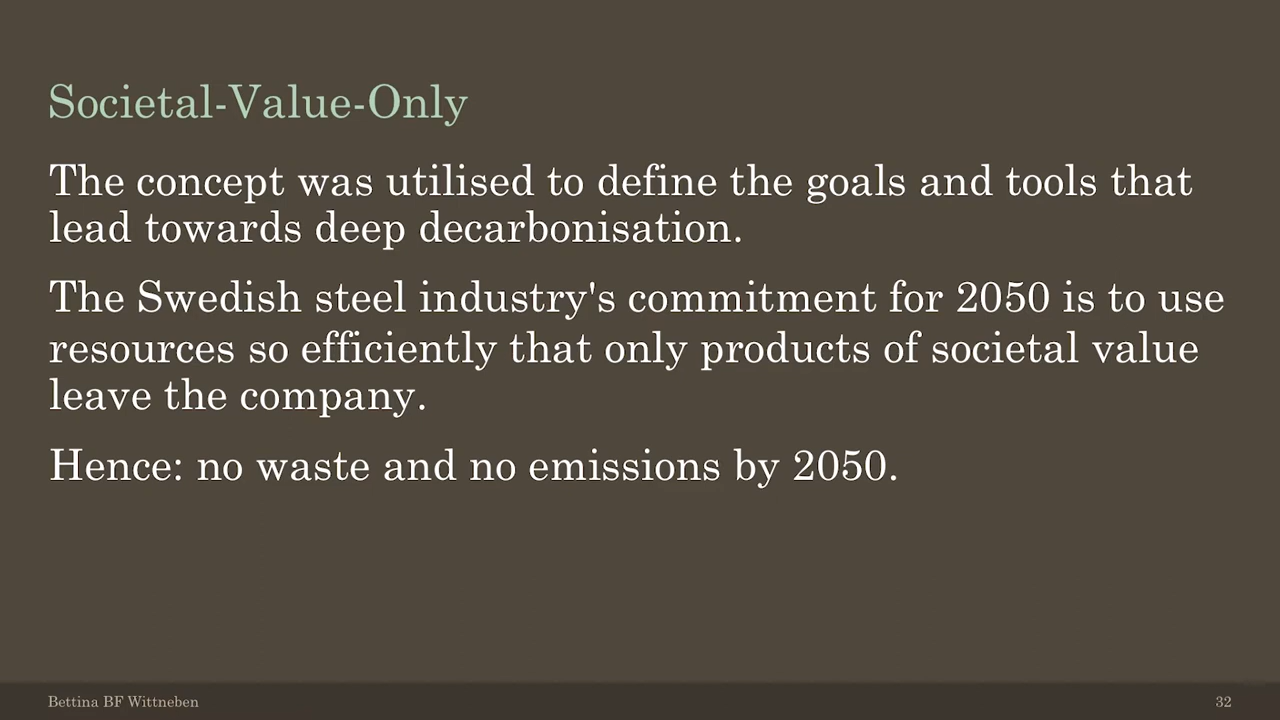 Societal-Value-Only
The concept was utilised to define the goals and tools that
lead towards deep decarbonisation.
The Swedish steel industry's commitment for 2050 is to use
resources so efficiently that only products of societal value
leave the company.
Hence: no waste and no emissions by 2050.
Bettina BF Wittneben
32